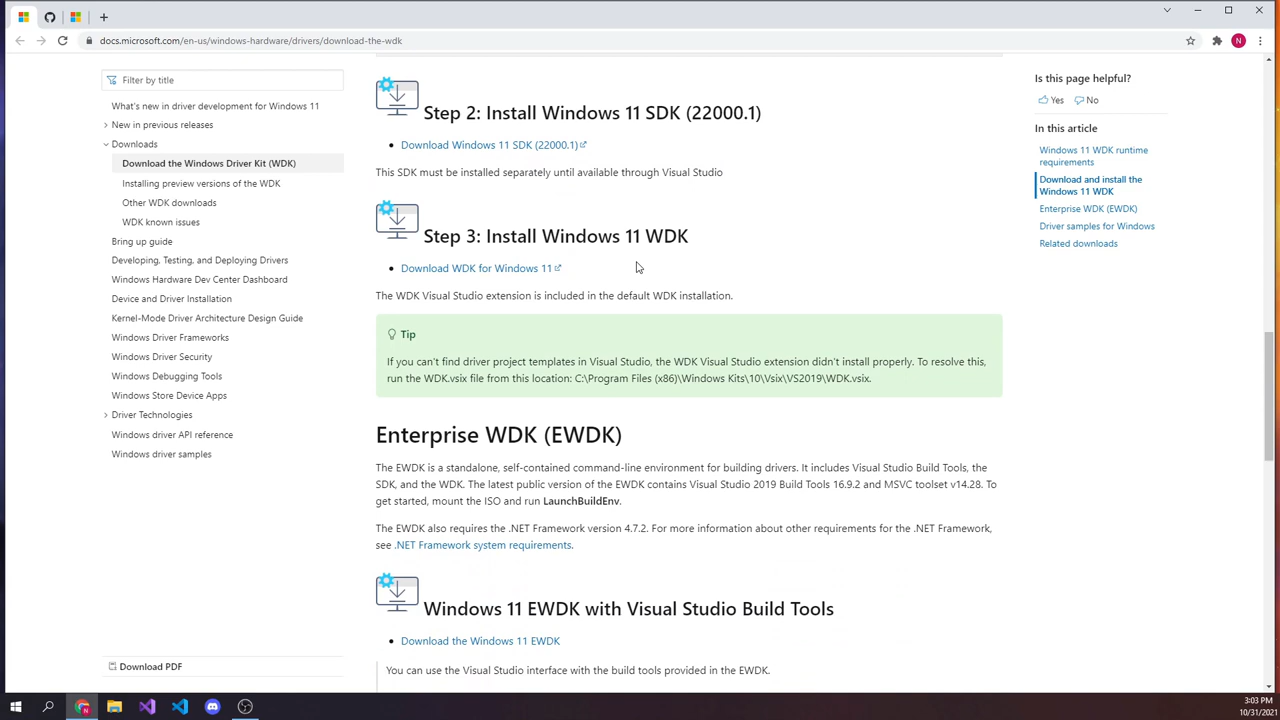 docs.microsoft.com/en-us/windows-hardware/drivers/download-the-wdk
N
Filter by title
What's new in driver development for Windows 11
New in previous releases
Downloads
Download the Windows Driver Kit (WDK)
Installing preview versions of the WDK
Other WDK downloads
WDK known issues
Bring up guide
Developing, Testing, and Deploying Drivers
Windows Hardware Dev Center Dashboard
Device and Driver Installation
Kernel-Mode Driver Architecture Design Guide
Windows Driver Frameworks
Windows Driver Security
Windows Debugging Tools
Windows Store Device Apps
Driver Technologies
Windows driver API reference
Windows driver samples
Download PDF
Step 2: Install Windows 11 SDK (22000.1)
Download Windows 11 SDK (22000.1)
This SDK must be installed separately until available through Visual Studio
Step 3: Install Windows 11 WDK
Download WDK for Windows 11
The WDK Visual Studio extension is included in the default WDK installation.
Tip
If you can't find driver project templates in Visual Studio, the WDK Visual Studio extension didn't install properly. To resolve this,
run the WDK.vsix file from this location: C:\Program Files (x86)\Windows Kits\10\Vsix\VS2019\WDK.vsix.
Enterprise WDK (EWDK)
The EWDK is a standalone, self-contained command-line environment for building drivers. It includes Visual Studio Build Tools, the
SDK, and the WDK. The latest public version of the EWDK contains Visual Studio 2019 Build Tools 16.9.2 and MSVC toolset v14.28. To
get started, mount the ISO and run LaunchBuildEnv.
The EWDK also requires the .NET Framework version 4.7.2. For more information about other requirements for the .NET Framework,
see .NET Framework system requirements.
Windows 11 EWDK with Visual Studio Build Tools
Download the Windows 11 EWDK
You can use the Visual Studio interface with the build tools provided in the EWDK.
Is this page helpful?
Yes
No
In this article
Windows 11 WDK runtime
requirements
Download and install the
Windows 11 WDK
Enterprise WDK (EWDK)
Driver samples for Windows
Related downloads
N
3:03 PM
10/31/2021